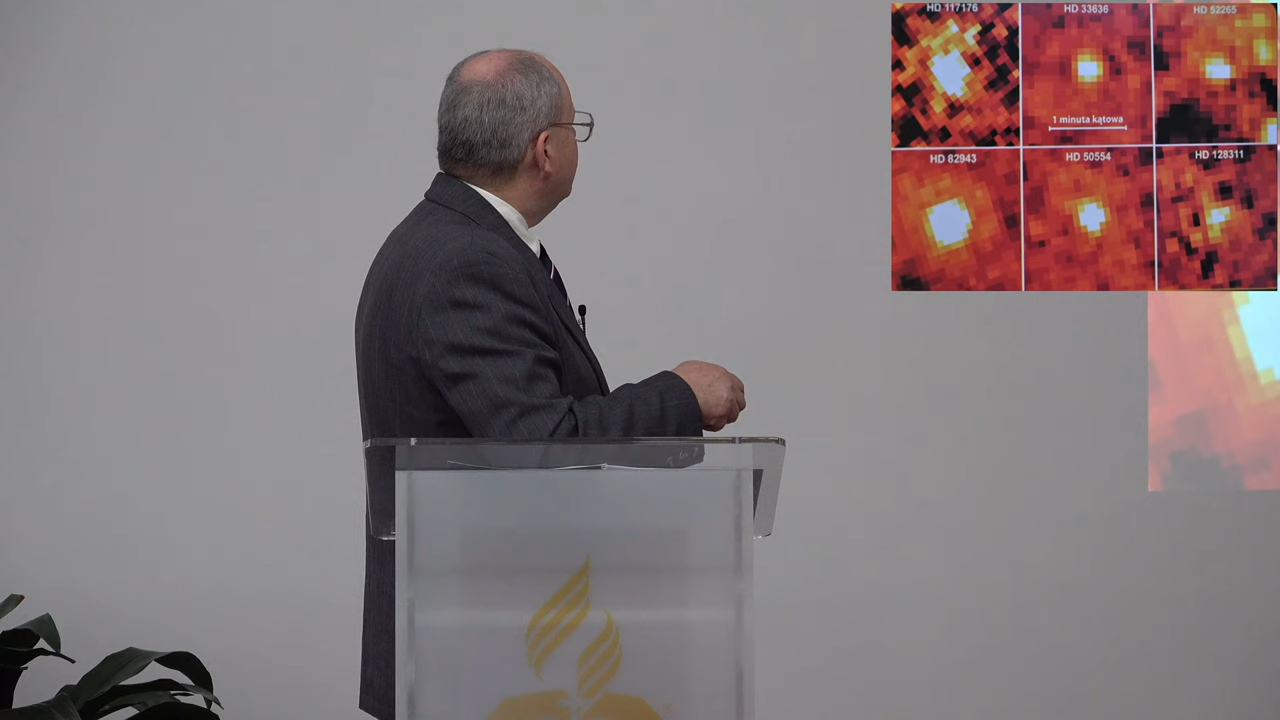 HD 117176
HD 33636
HD 52265
1 minuta kątowa
HD 82943
HD 50554
HD 128311